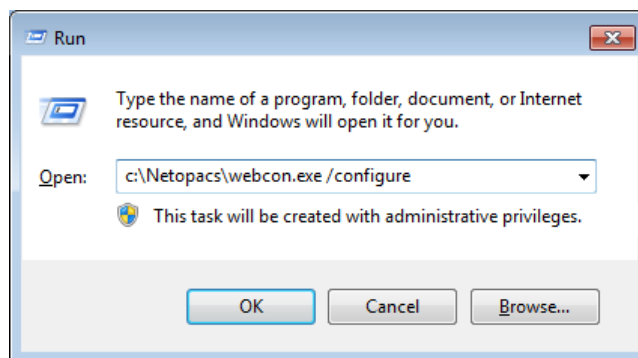 Run
Type the name of a program, folder, document, or Internet
resource, and Windows will open it for you.
Open: c:\Netopacs\webcon.exe /configure
This task will be created with administrative privileges.
OK Cancel Browse...